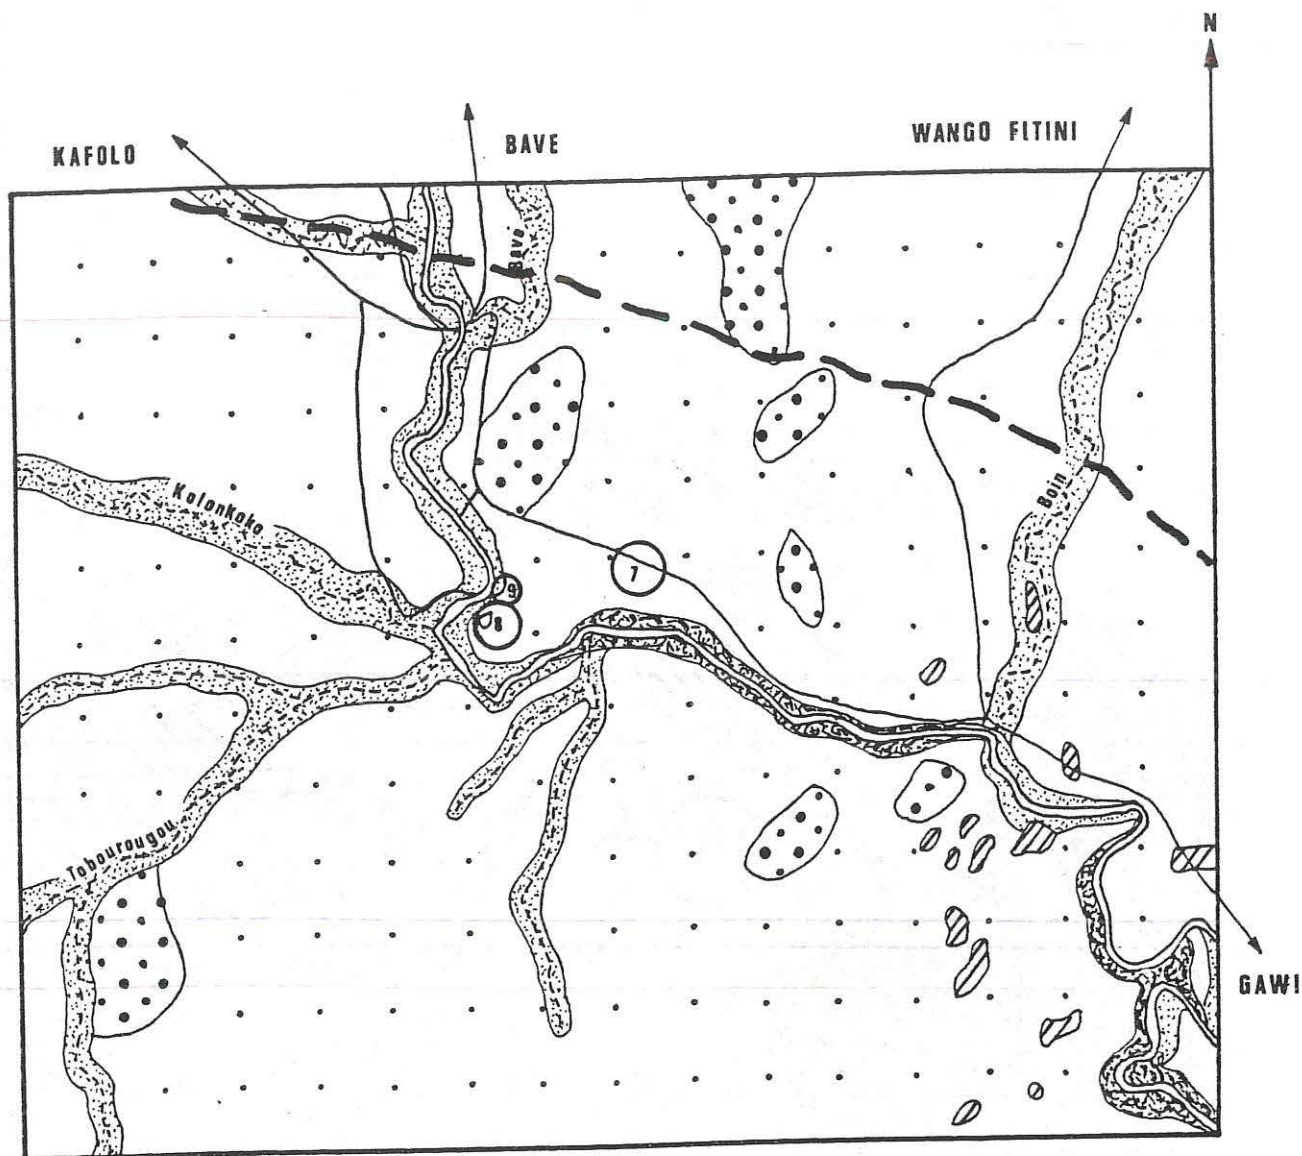 N
KAFOLO
BAVE
WANGO FITINI
Bavé
Boin
Kolonkoko
7
9
8
Tobourougou
GAWI